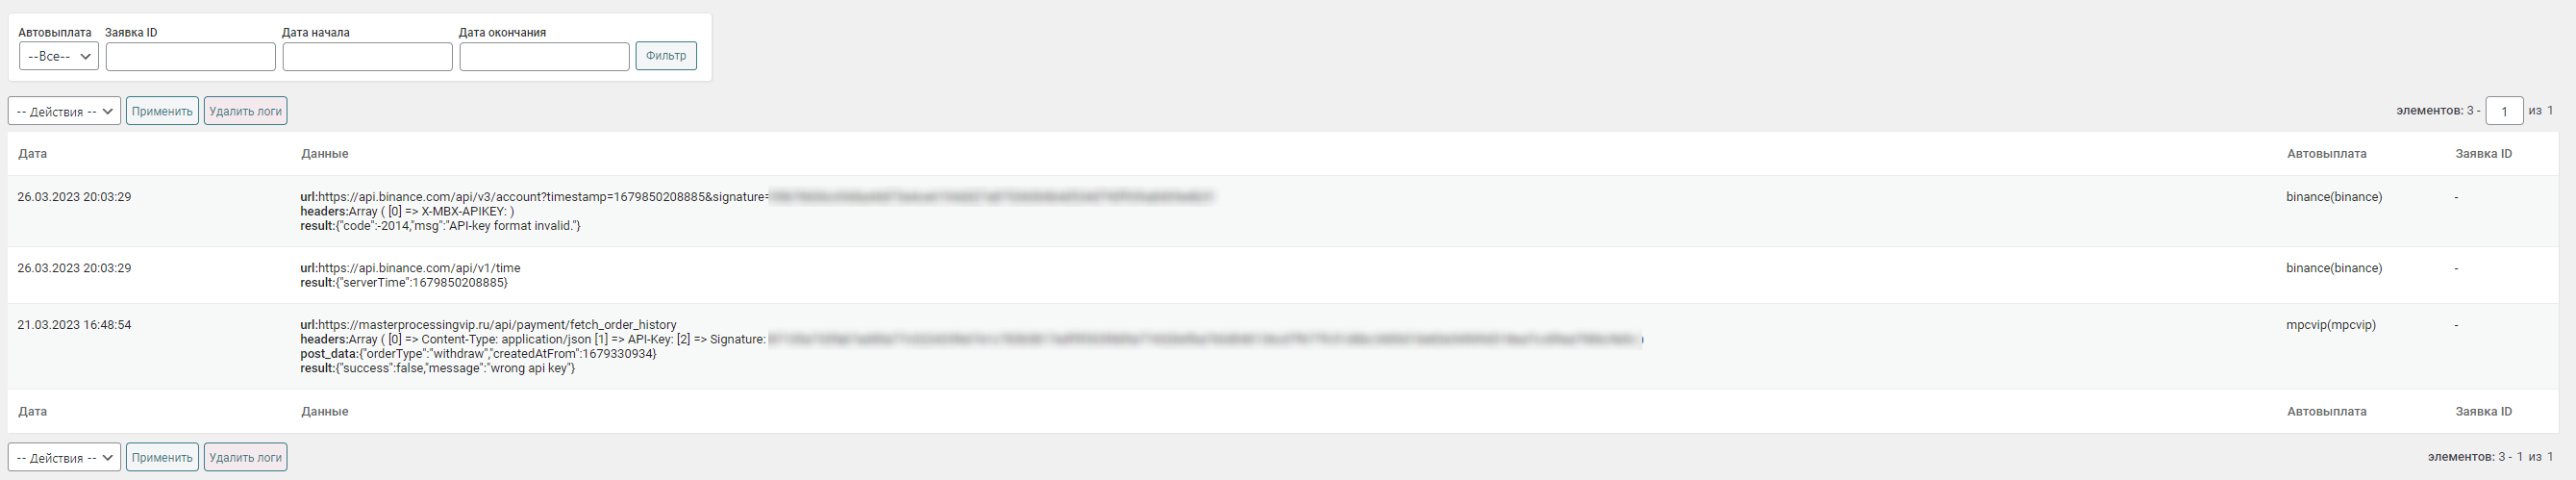 Автовыплата Заявка ID Дата начала Дата окончания
--Все-- Фильтр
-- Действия -- Применить Удалить логи элементов: 3 - 1 из 1
Дата Данные Автовыплата Заявка ID
26.03.2023 20:03:29 url:https://api.binance.com/api/v3/account?timestamp=1679850208885&signature= binance(binance) -
headers:Array ( [0] => X-MBX-APIKEY: )
result:{"code":-2014,"msg":"API-key format invalid."}
26.03.2023 20:03:29 url:https://api.binance.com/api/v1/time binance(binance) -
result:{"serverTime":1679850208885}
21.03.2023 16:48:54 url:https://masterprocessingvip.ru/api/payment/fetch_order_history mpcvip(mpcvip) -
headers:Array ( [0] => Content-Type: application/json [1] => API-Key: [2] => Signature:
post_data:{"orderType":"withdraw","createdAtFrom":1679330934}
result:{"success":false,"message":"wrong api key"}
Дата Данные Автовыплата Заявка ID
-- Действия -- Применить Удалить логи элементов: 3 - 1 из 1